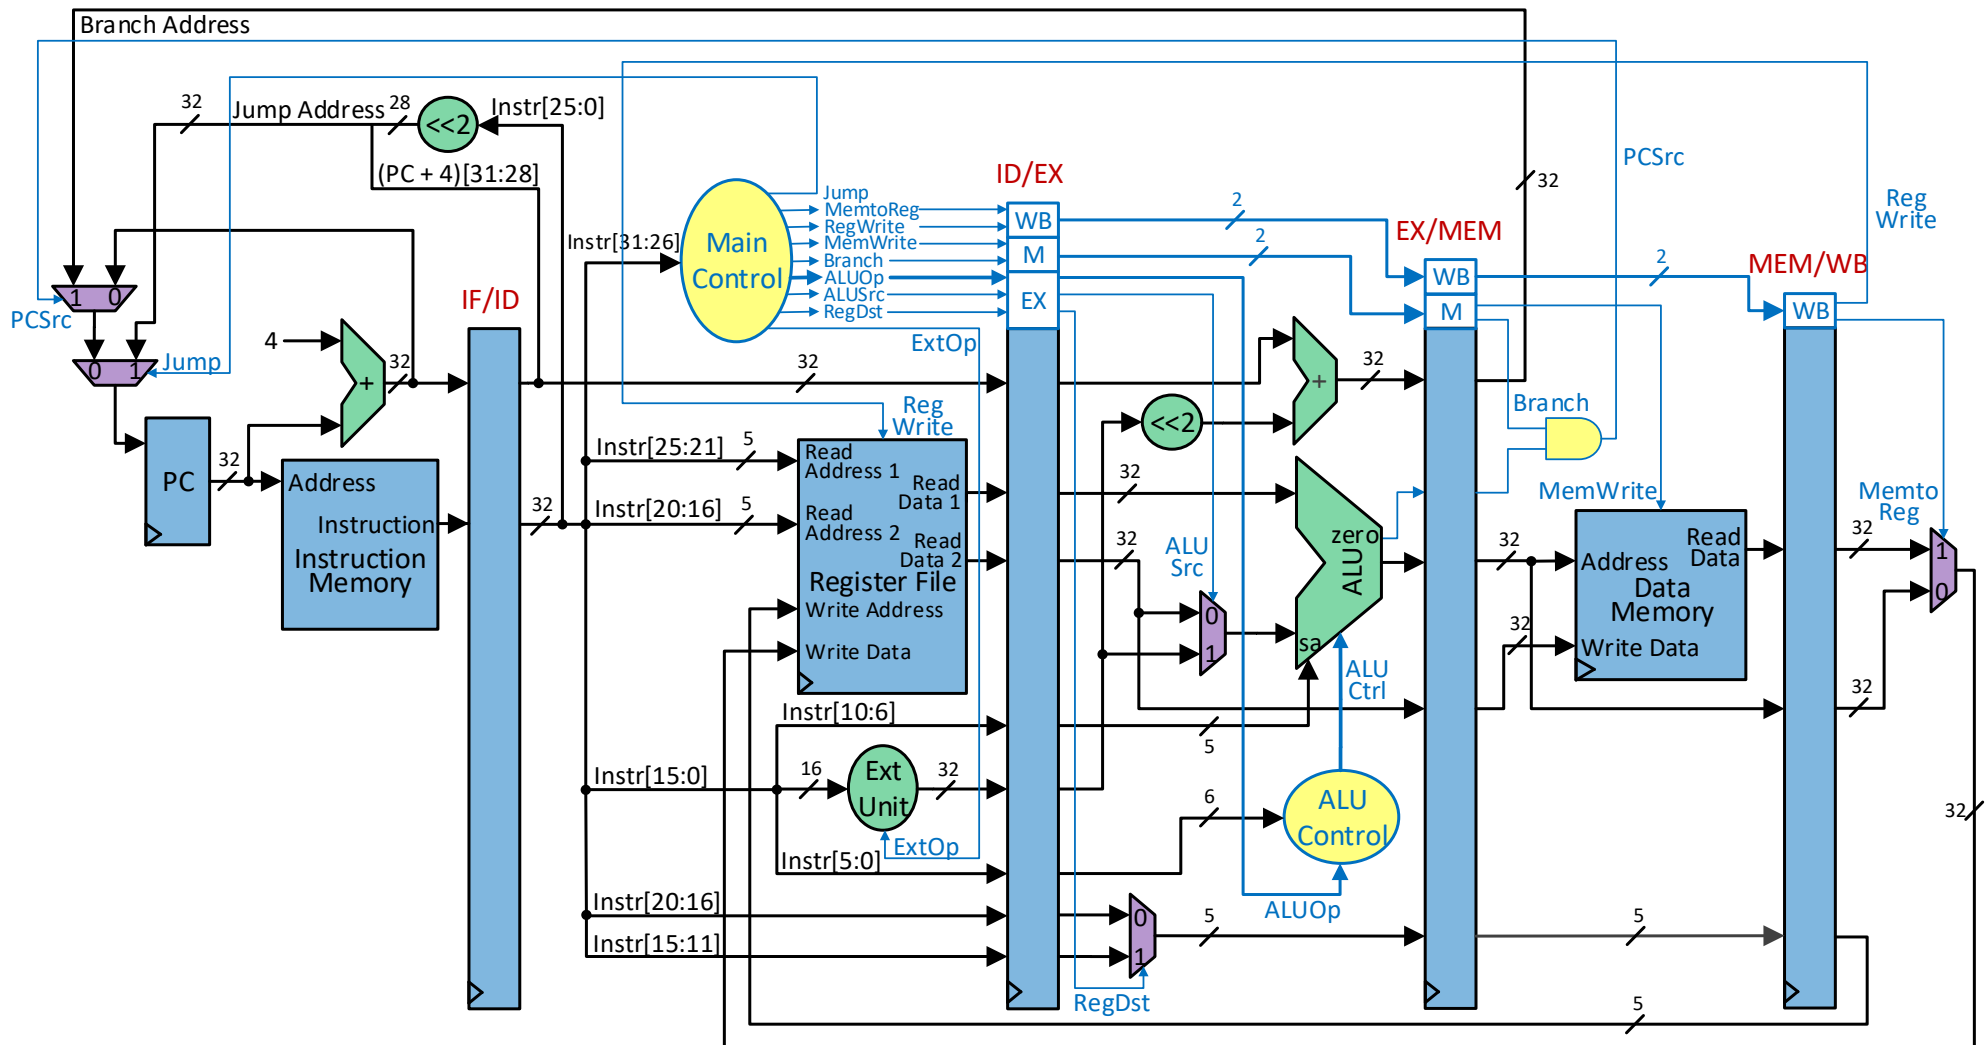 Branch Address
32
Jump Address
28
<<2
Instr[25:0]
(PC + 4)[31:28]
PCSrc
32
ID/EX
Reg
Write
Jump
MemtoReg
RegWrite
MemWrite
Branch
ALUOp
ALUSrc
RegDst
ExtOp
Main
Control
Instr[31:26]
WB
M
EX
2
2
EX/MEM
WB
M
2
MEM/WB
WB
1
0
PCSrc
0
1
Jump
IF/ID
4
+
32
32
+
32
<<2
Branch
PC
32
Address
Instruction
Instruction
Memory
32
Instr[25:21]
5
Instr[20:16]
5
Reg
Write
Read
Address 1
Read
Data 1
Read
Address 2
Read
Data 2
Register File
Write Address
Write Data
32
32
ALU
Src
0
1
zero
ALU
sa
ALU
Ctrl
MemWrite
32
Address
Read
Data
Data
Memory
32
Write Data
Memto
Reg
32
1
0
32
Instr[10:6]
5
Instr[15:0]
16
Ext
Unit
32
ExtOp
Instr[5:0]
6
ALU
Control
ALUOp
32
Instr[20:16]
0
Instr[15:11]
1
5
5
RegDst
5